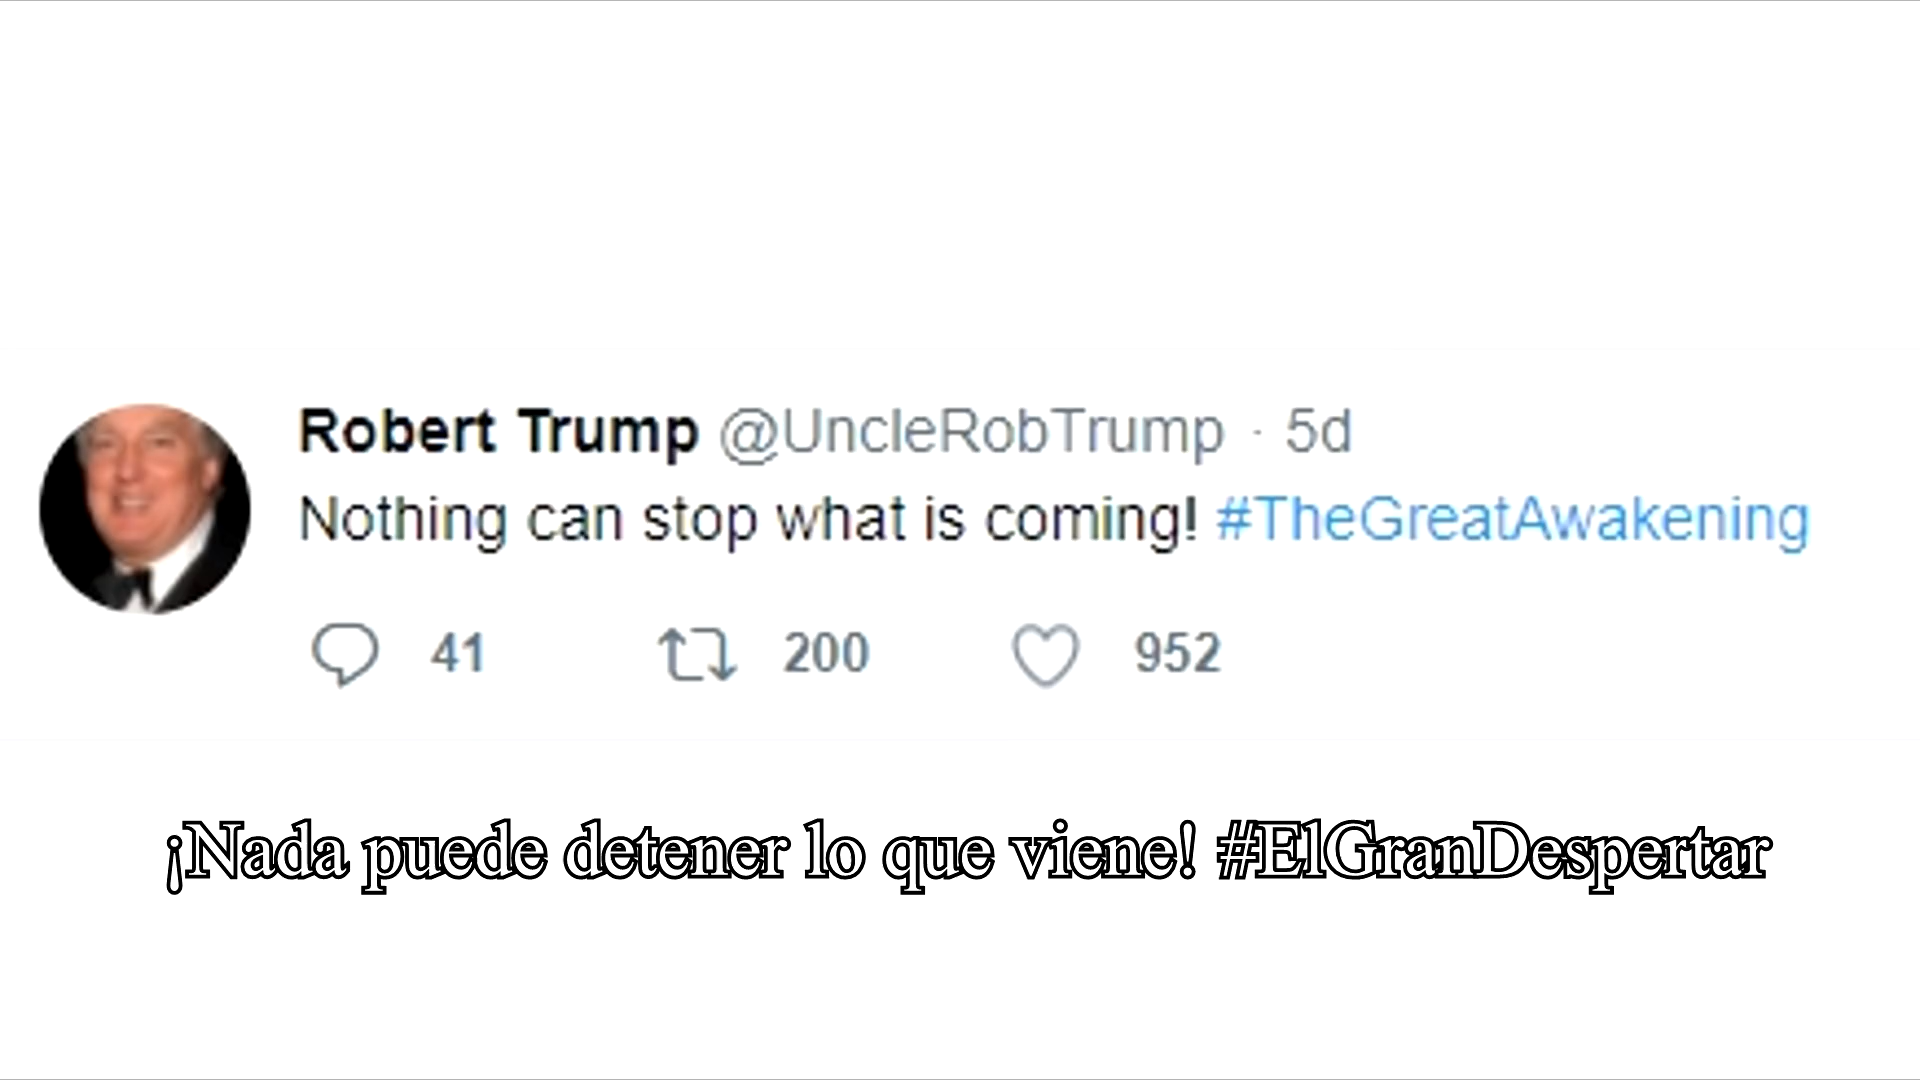 Robert Trump @UncleRobTrump · 5d
Nothing can stop what is coming! #TheGreatAwakening
41 200 952
¡Nada puede detener lo que viene! #ElGranDespertar